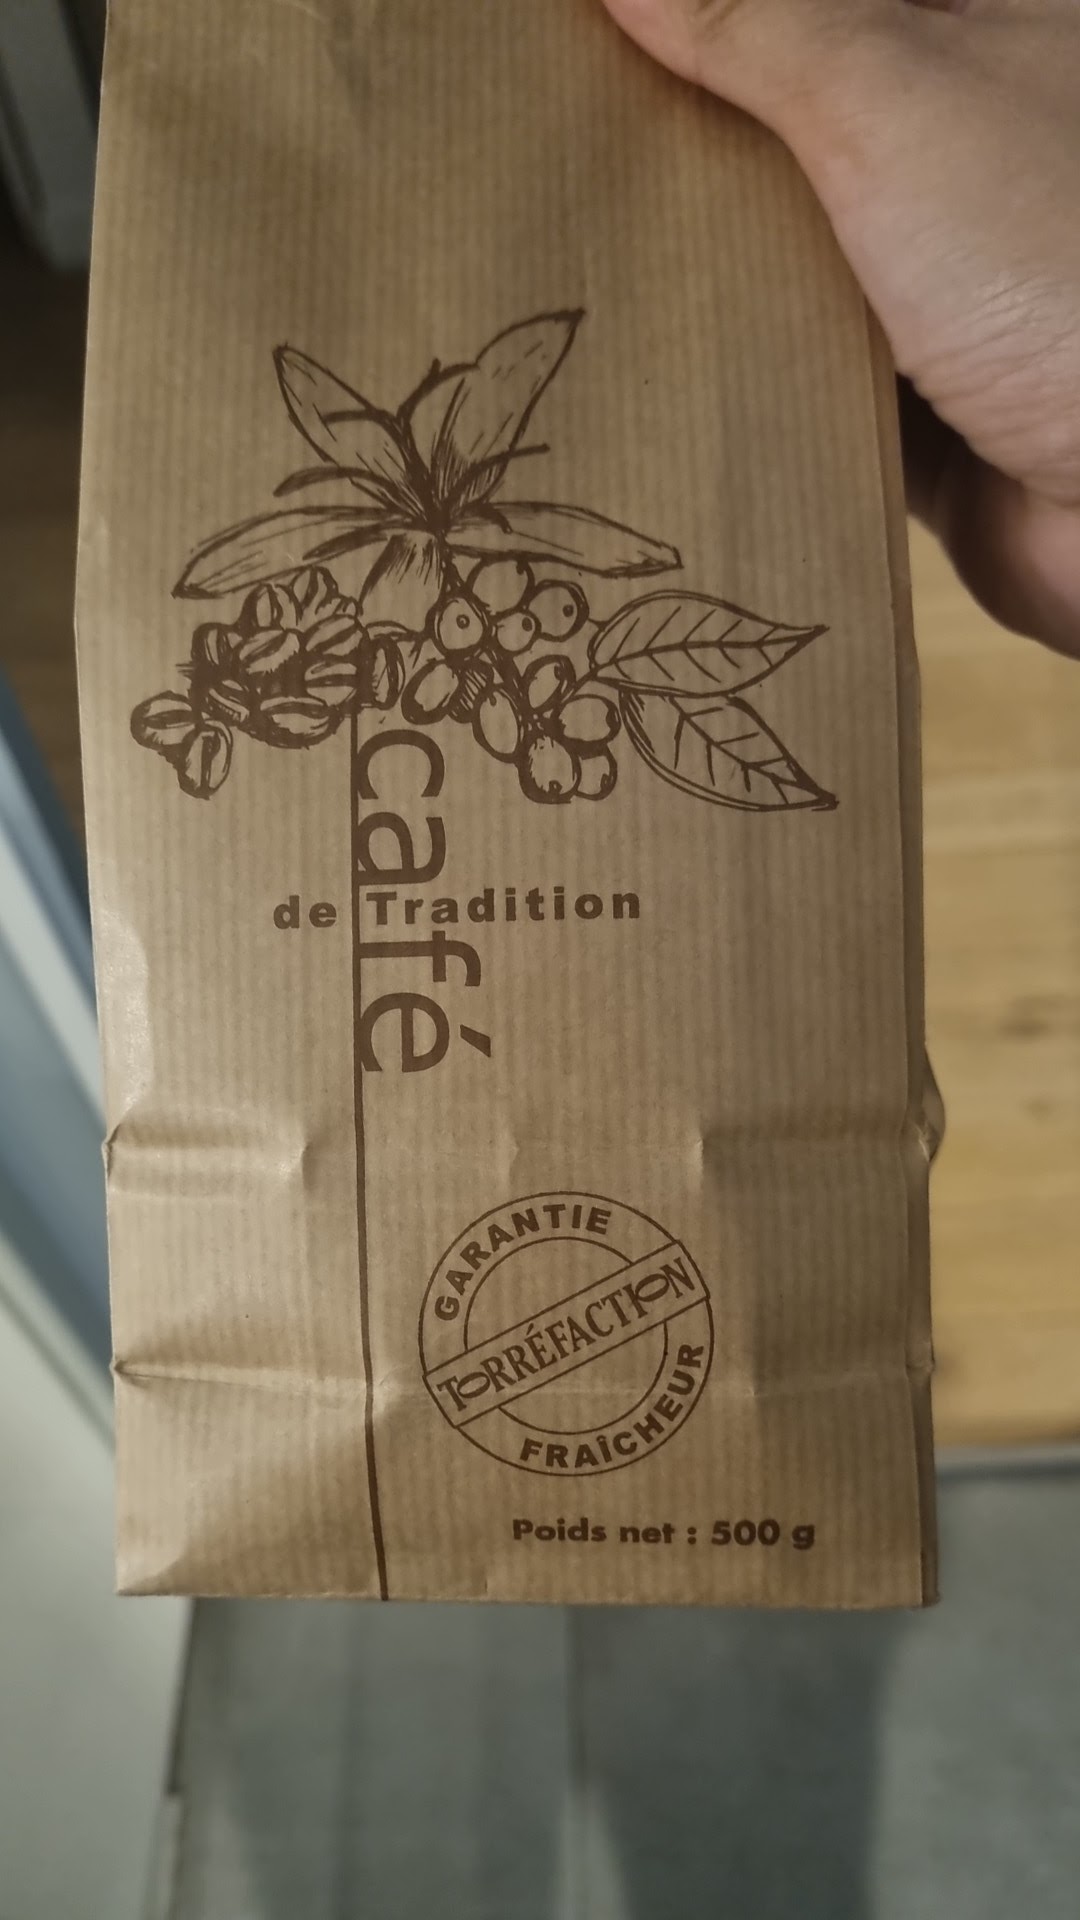 café
de Tradition
GARANTIE
TORRÉFACTION
FRAÎCHEUR
Poids net : 500 g